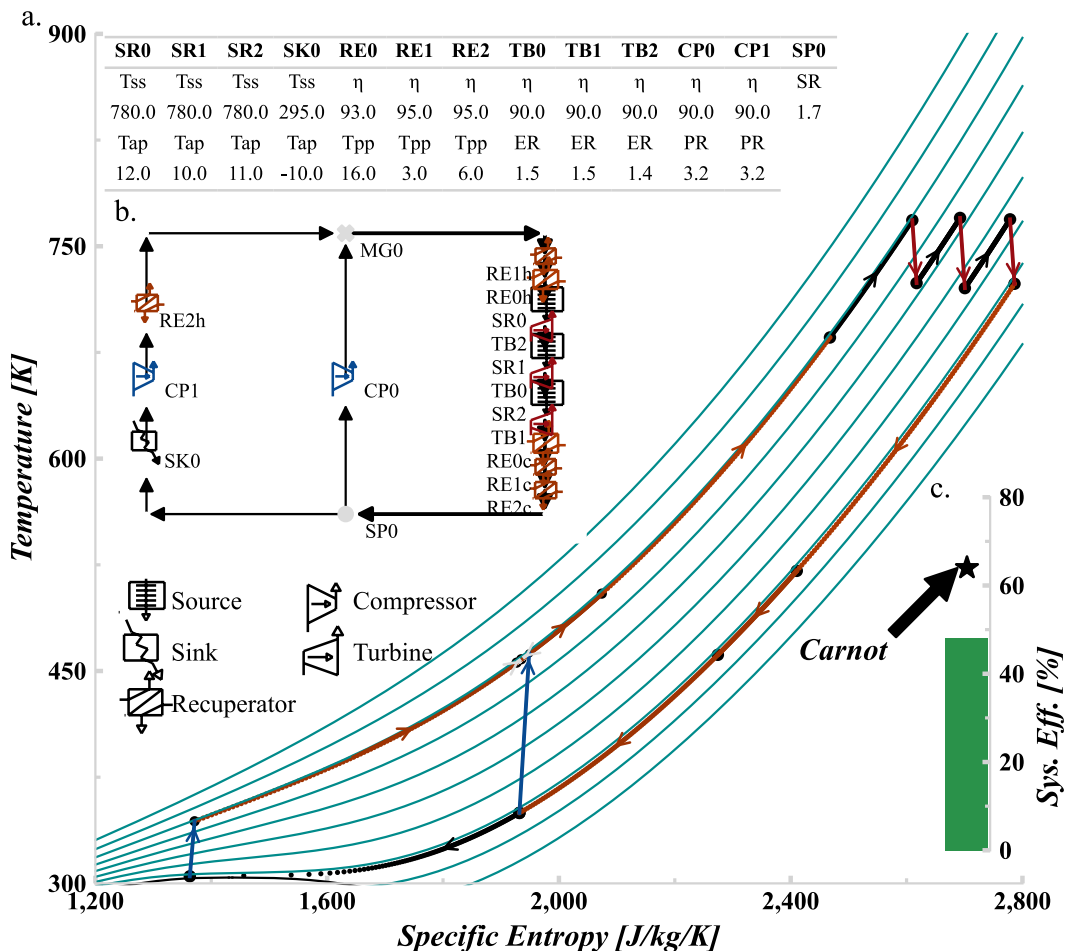 a.
900
SR0 SR1 SR2 SK0 RE0 RE1 RE2 TB0 TB1 TB2 CP0 CP1 SP0
Tss Tss Tss Tss η η η η η η η η SR
780.0 780.0 780.0 295.0 93.0 95.0 95.0 90.0 90.0 90.0 90.0 90.0 1.7
Tap Tap Tap Tap Tpp Tpp Tpp ER ER ER PR PR
12.0 10.0 11.0 -10.0 16.0 3.0 6.0 1.5 1.5 1.4 3.2 3.2
b.
MG0
RE1h
RE0h
RE2h
SR0
TB2
SR1
CP1
CP0
TB0
SR2
TB1
SK0
RE0c
RE1c
RE2c
SP0
750
600
450
300
Temperature [K]
Source
Compressor
Sink
Turbine
Recuperator
c.
80
60
40
20
0
Sys. Eff. [%]
Carnot
1,200
1,600
2,000
2,400
2,800
Specific Entropy [J/kg/K]